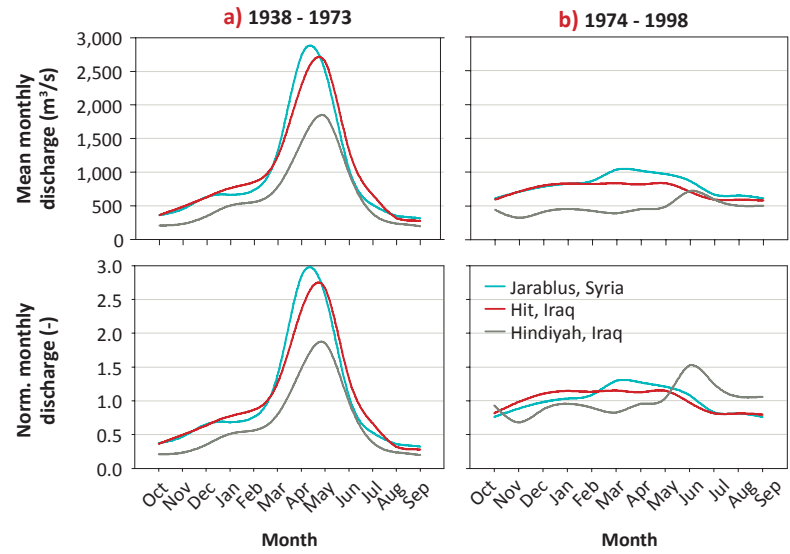 a) 1938 - 1973
b) 1974 - 1998
Mean monthly
discharge (m³/s)
3,000
2,500
2,000
1,500
1,000
500
0
Norm. monthly
discharge (-)
3.0
2.5
2.0
1.5
1.0
0.5
0.0
Jarablus, Syria
Hit, Iraq
Hindiyah, Iraq
Oct Nov Dec Jan Feb Mar Apr May Jun Jul Aug Sep
Oct Nov Dec Jan Feb Mar Apr May Jun Jul Aug Sep
Month
Month